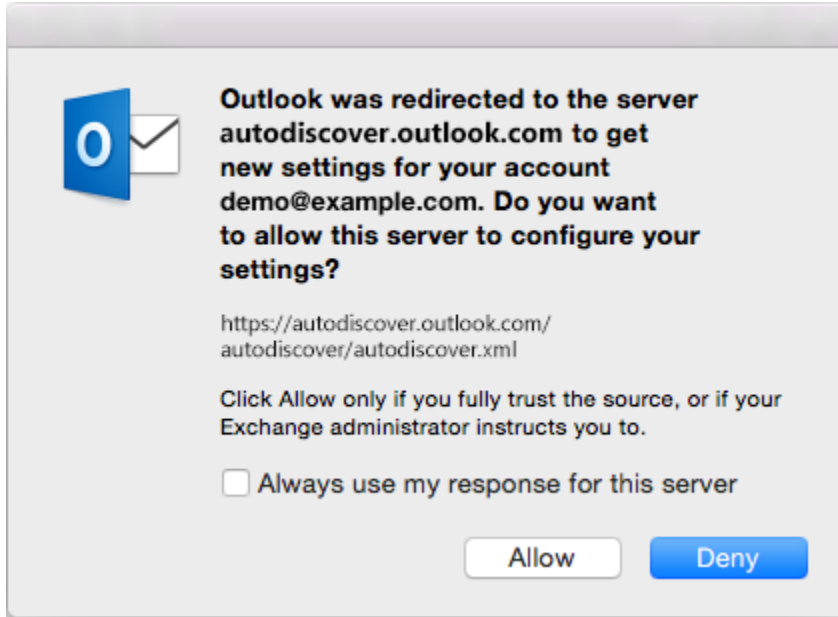 Outlook was redirected to the server
autodiscover.outlook.com to get
new settings for your account
demo@example.com. Do you want
to allow this server to configure your
settings?
https://autodiscover.outlook.com/
autodiscover/autodiscover.xml
Click Allow only if you fully trust the source, or if your
Exchange administrator instructs you to.
Always use my response for this server
Allow Deny